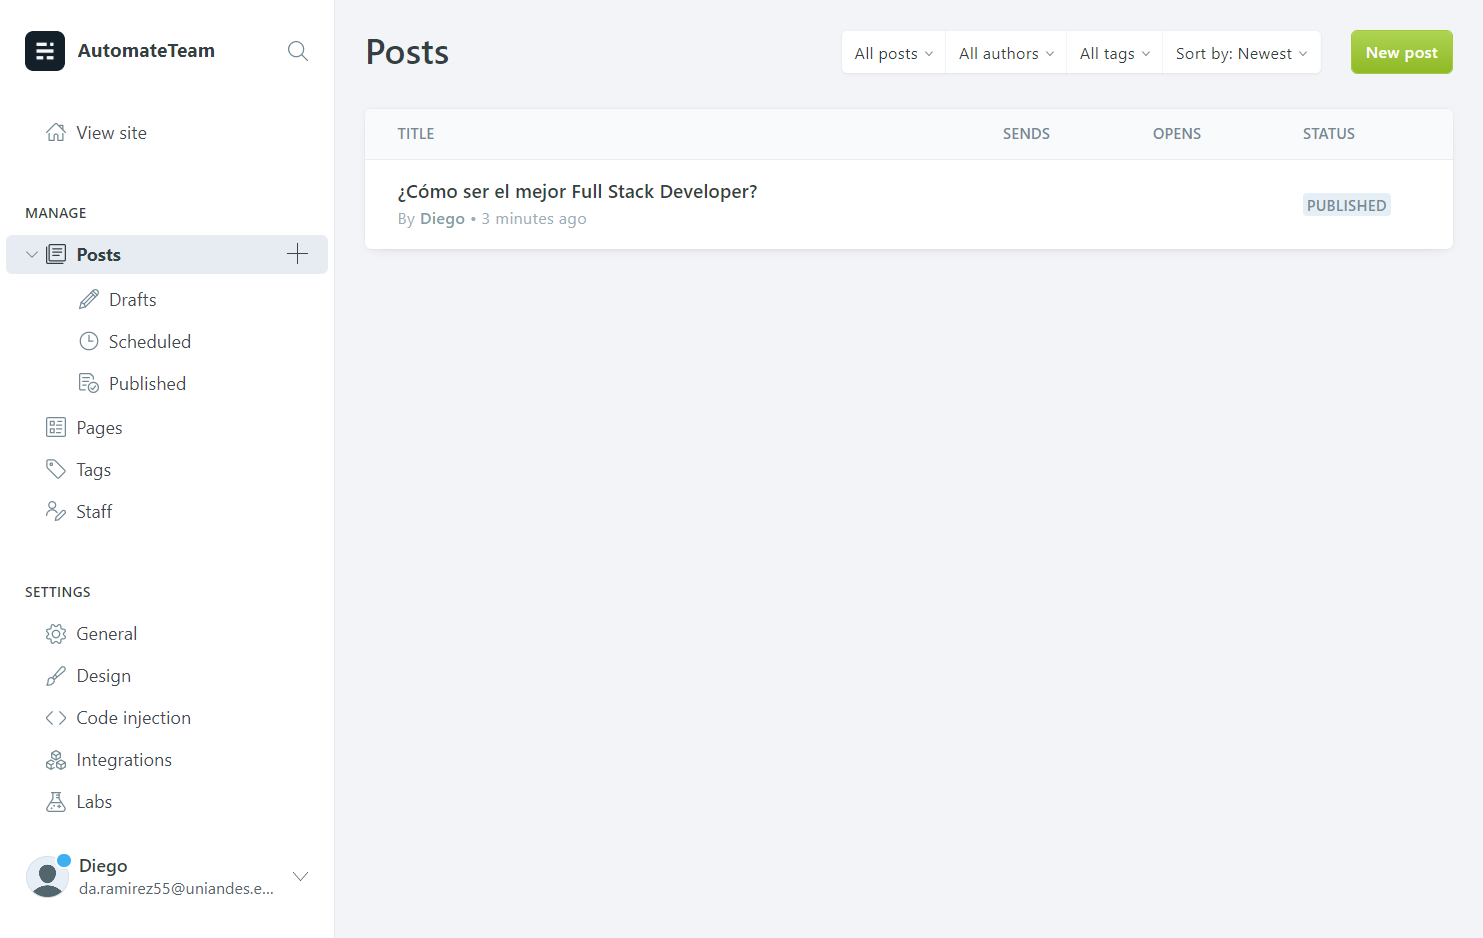 AutomateTeam
View site
MANAGE
Posts
Drafts
Scheduled
Published
Pages
Tags
Staff
SETTINGS
General
Design
Code injection
Integrations
Labs
Diego
da.ramirez55@uniandes.e...
Posts
All posts
All authors
All tags
Sort by: Newest
New post
TITLE SENDS OPENS STATUS
¿Cómo ser el mejor Full Stack Developer?
By Diego • 3 minutes ago
PUBLISHED